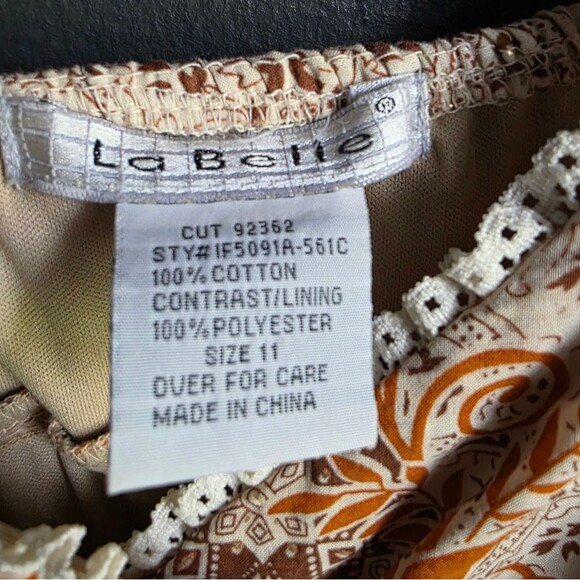 La Belle ®
CUT 92362
STY# IF5091A-561C
100% COTTON
CONTRAST/LINING
100% POLYESTER
SIZE 11
OVER FOR CARE
MADE IN CHINA